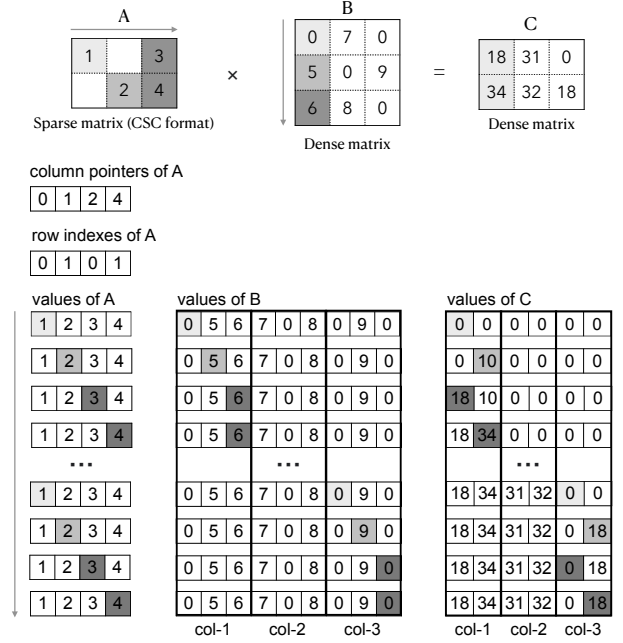 A
B
C
1 3
2 4
×
0 7 0
5 0 9
6 8 0
=
18 31 0
34 32 18
Sparse matrix (CSC format)
Dense matrix
Dense matrix
column pointers of A
0 1 2 4
row indexes of A
0 1 0 1
values of A values of B values of C
1 2 3 4 0 5 6 7 0 8 0 9 0 0 0 0 0 0 0
1 2 3 4 0 5 6 7 0 8 0 9 0 0 10 0 0 0 0
1 2 3 4 0 5 6 7 0 8 0 9 0 18 10 0 0 0 0
1 2 3 4 0 5 6 7 0 8 0 9 0 18 34 0 0 0 0
... ... ...
1 2 3 4 0 5 6 7 0 8 0 9 0 18 34 31 32 0 0
1 2 3 4 0 5 6 7 0 8 0 9 0 18 34 31 32 0 18
1 2 3 4 0 5 6 7 0 8 0 9 0 18 34 31 32 0 18
1 2 3 4 0 5 6 7 0 8 0 9 0 18 34 31 32 0 18
col-1 col-2 col-3 col-1 col-2 col-3